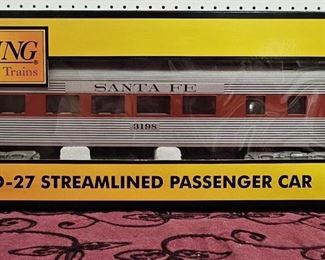 NG®
Trains
SANTA FE
3198
O-27 STREAMLINED PASSENGER CAR